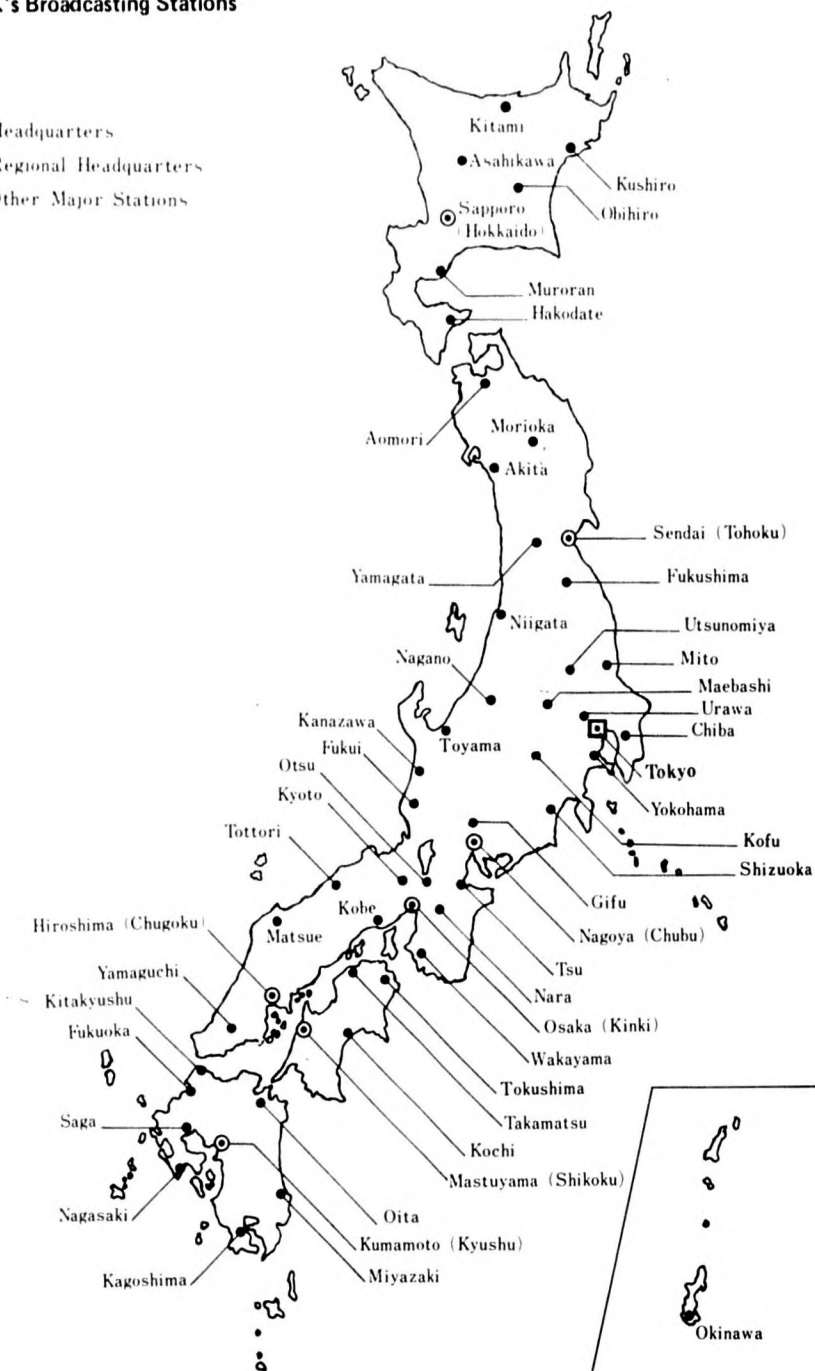 's Broadcasting Stations
Headquarters
Regional Headquarters
Other Major Stations
Kitami
Asahikawa
Kushiro
Obihiro
Sapporo
(Hokkaido)
Muroran
Hakodate
Aomori
Morioka
Akita
Sendai (Tohoku)
Yamagata
Fukushima
Niigata
Utsunomiya
Nagano
Mito
Maebashi
Urawa
Kanazawa
Toyama
Chiba
Fukui
Otsu
Tokyo
Kyoto
Yokohama
Tottori
Kofu
Shizuoka
Gifu
Hiroshima (Chugoku)
Kobe
Matsue
Nagoya (Chubu)
Yamaguchi
Tsu
Kitakyushu
Nara
Fukuoka
Osaka (Kinki)
Wakayama
Tokushima
Saga
Takamatsu
Kochi
Mastuyama (Shikoku)
Nagasaki
Oita
Kumamoto (Kyushu)
Kagoshima
Miyazaki
Okinawa